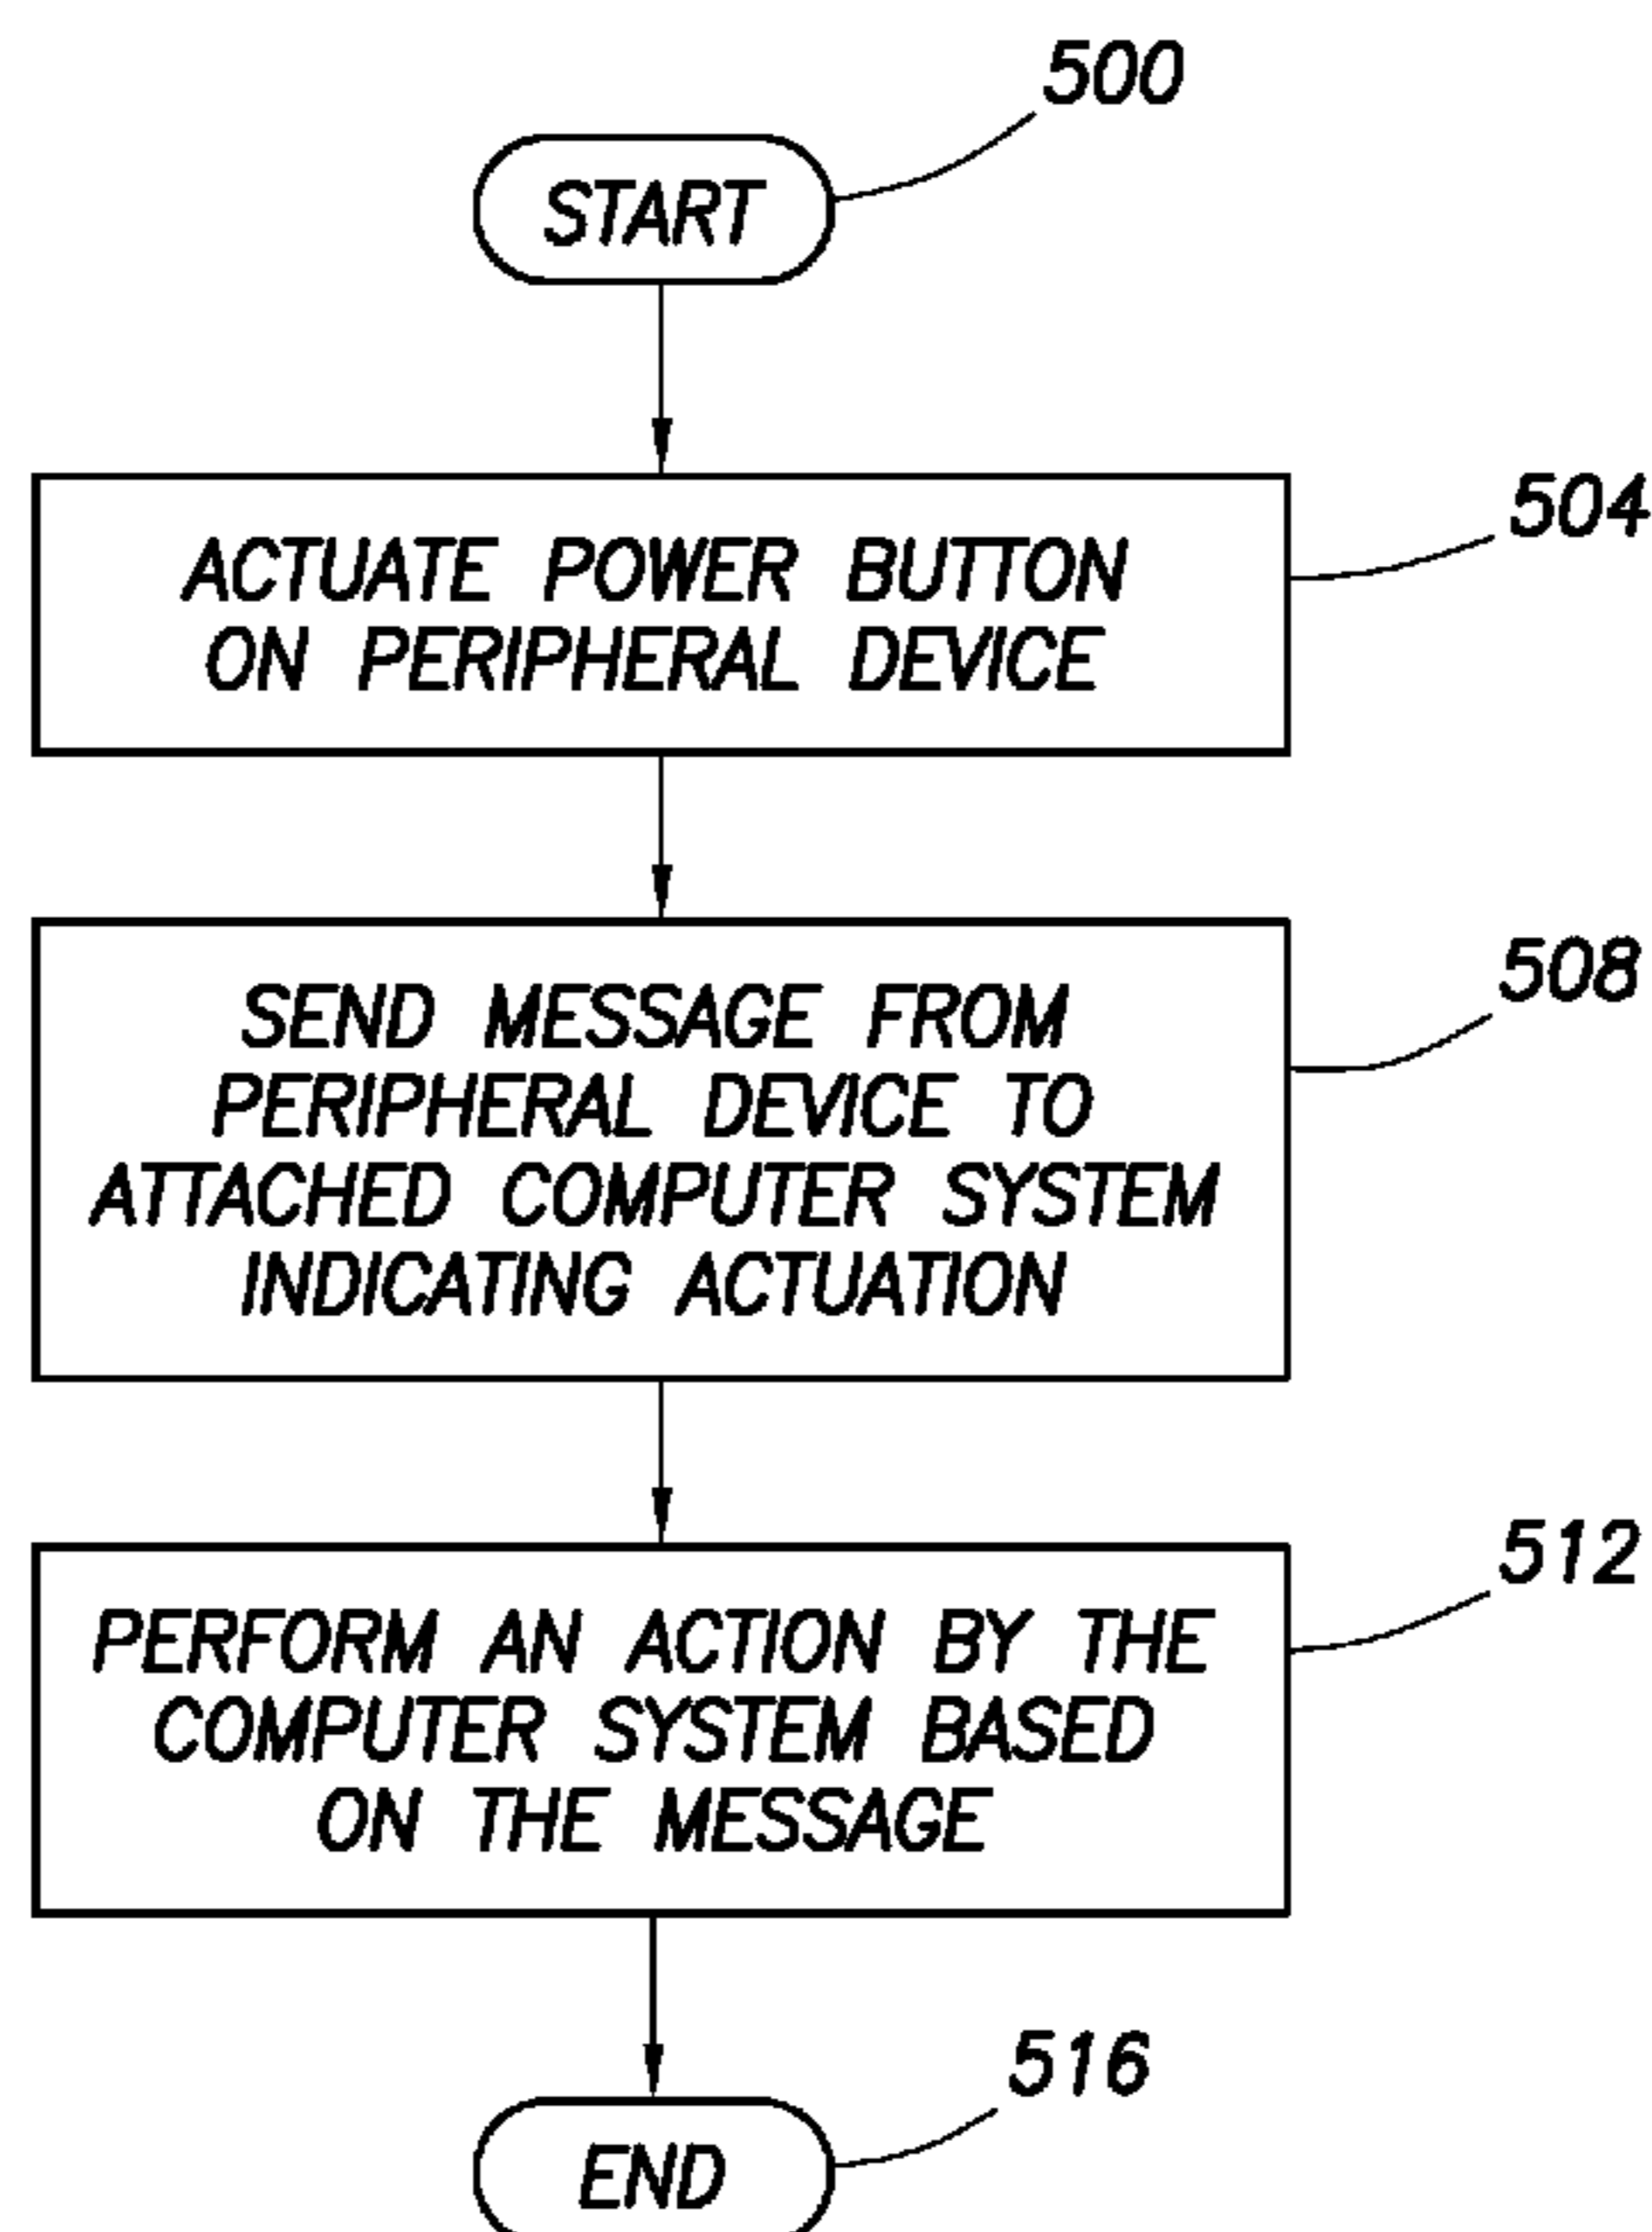 500
START
504
ACTUATE POWER BUTTON
ON PERIPHERAL DEVICE
508
SEND MESSAGE FROM
PERIPHERAL DEVICE TO
ATTACHED COMPUTER SYSTEM
INDICATING ACTUATION
512
PERFORM AN ACTION BY THE
COMPUTER SYSTEM BASED
ON THE MESSAGE
516
END